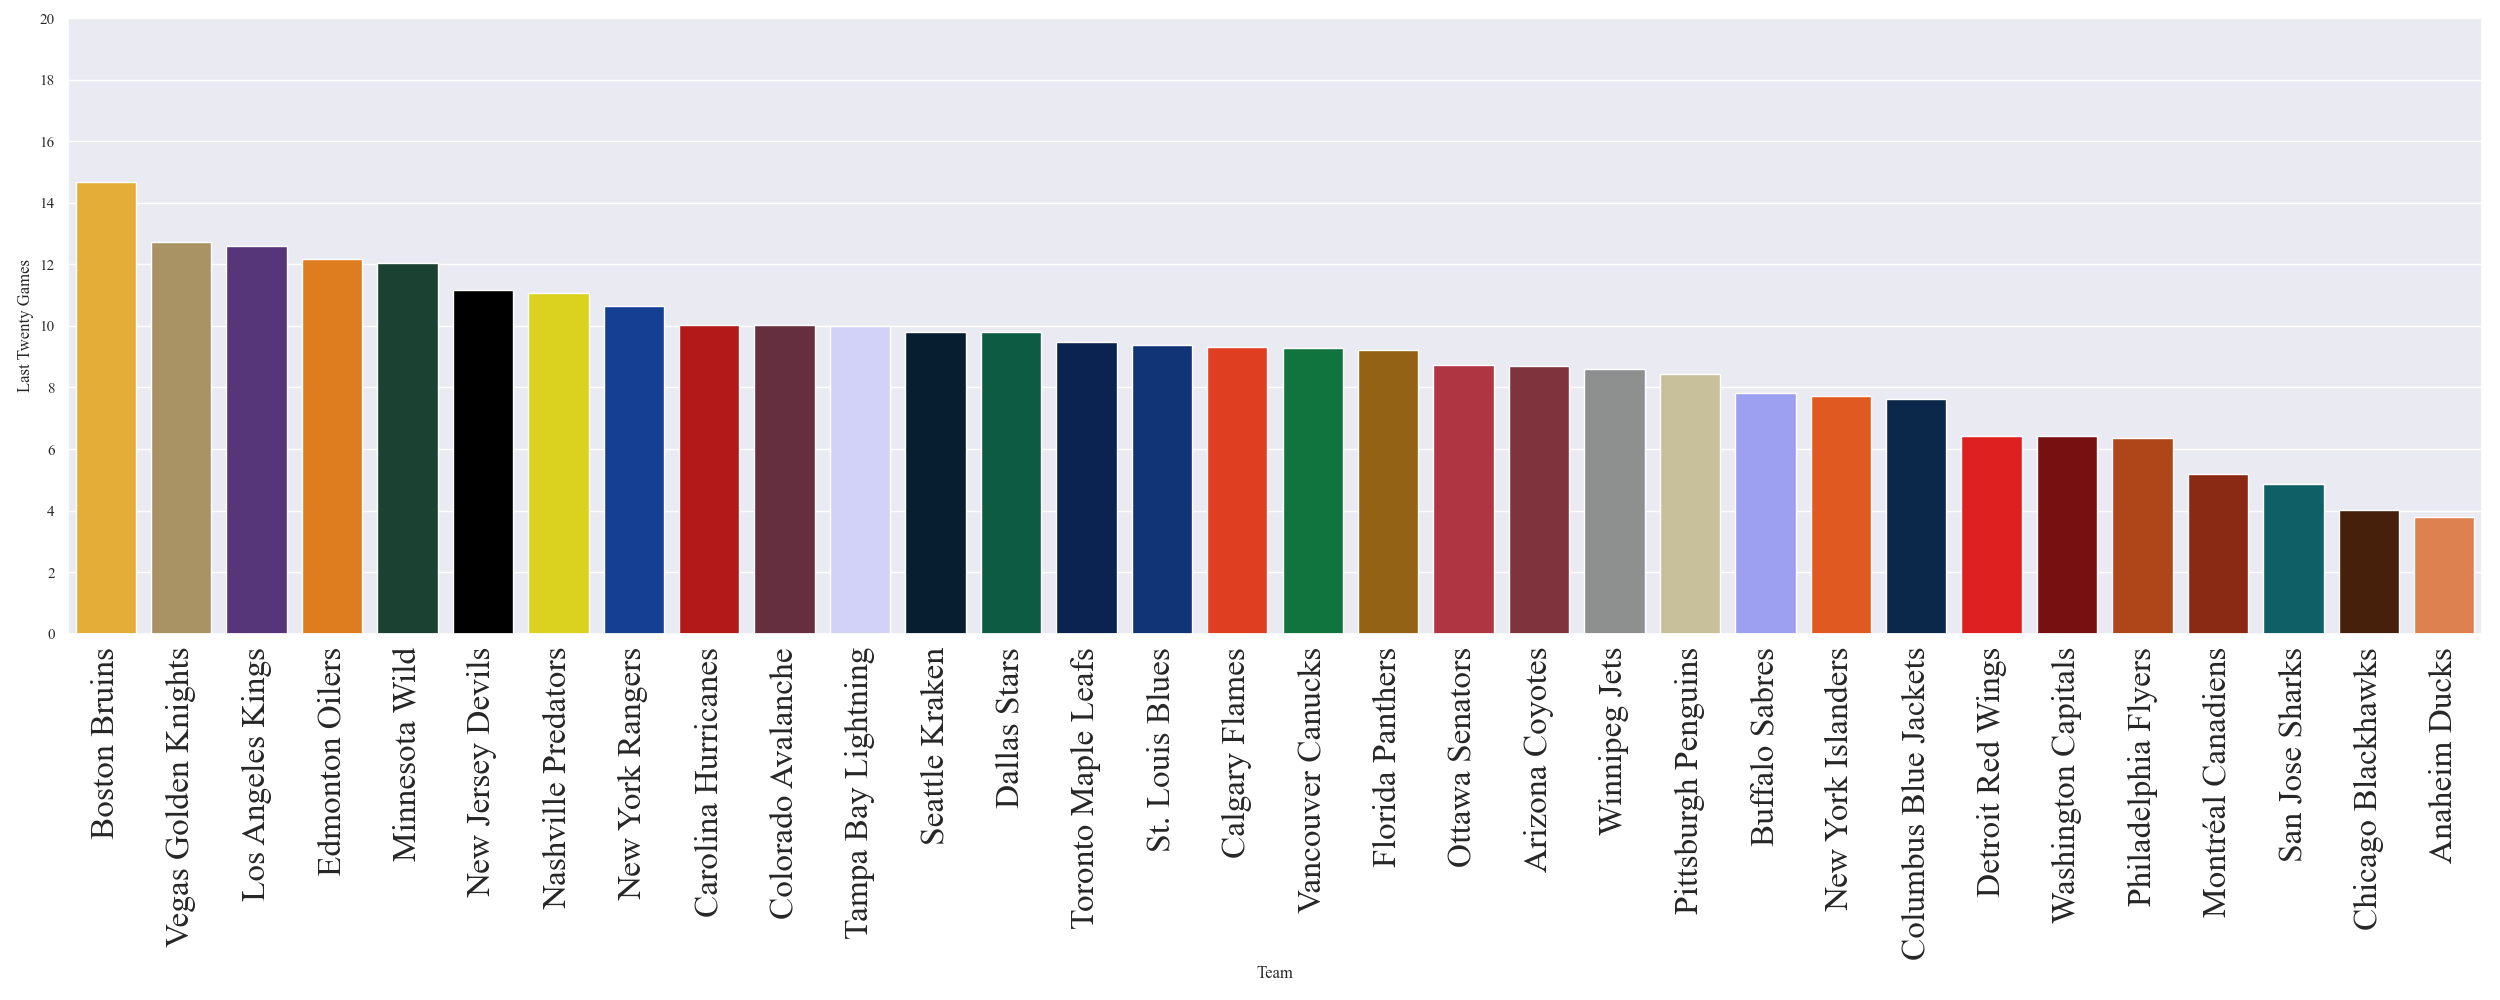 20
18
16
14
12
10
8
6
4
2
0
Last Twenty Games
Boston Bruins
Vegas Golden Knights
Los Angeles Kings
Edmonton Oilers
Minnesota Wild
New Jersey Devils
Nashville Predators
New York Rangers
Carolina Hurricanes
Colorado Avalanche
Tampa Bay Lightning
Seattle Kraken
Dallas Stars
Toronto Maple Leafs
St. Louis Blues
Calgary Flames
Vancouver Canucks
Florida Panthers
Ottawa Senators
Arizona Coyotes
Winnipeg Jets
Pittsburgh Penguins
Buffalo Sabres
New York Islanders
Columbus Blue Jackets
Detroit Red Wings
Washington Capitals
Philadelphia Flyers
Montréal Canadiens
San Jose Sharks
Chicago Blackhawks
Anaheim Ducks
Team